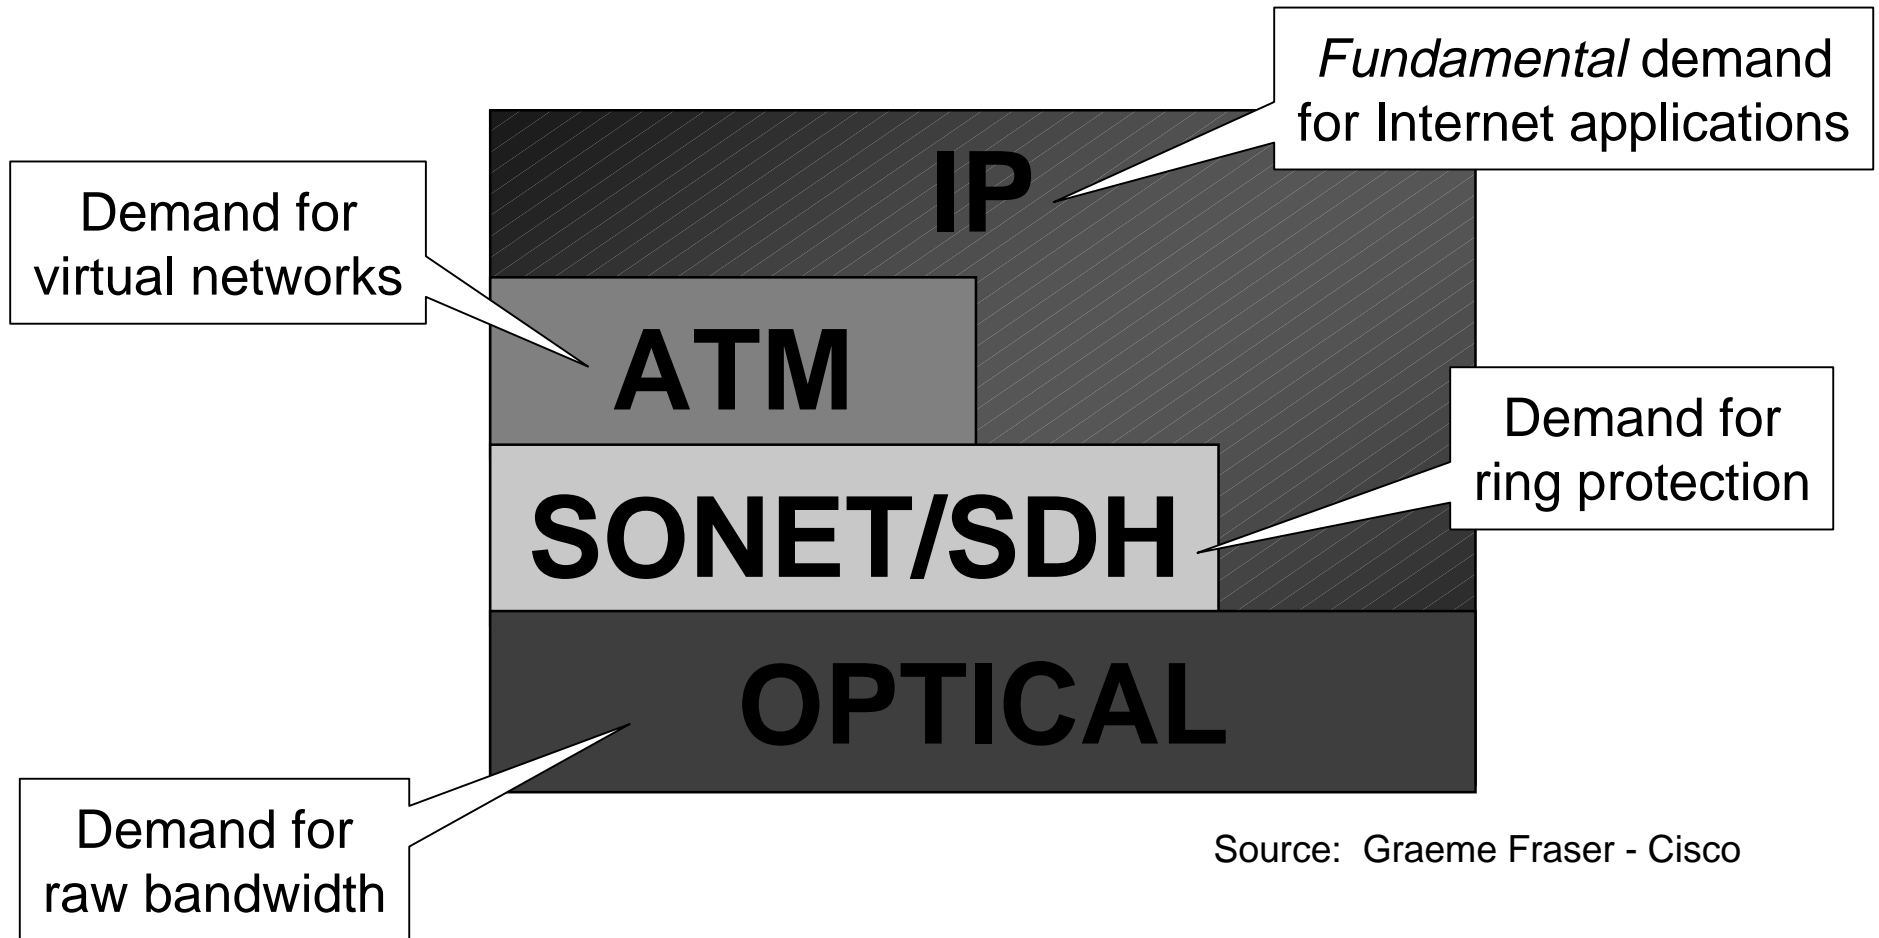 Fundamental demand
for Internet applications
IP
Demand for
virtual networks
ATM
Demand for
ring protection
SONET/SDH
OPTICAL
Demand for
raw bandwidth
Source: Graeme Fraser - Cisco